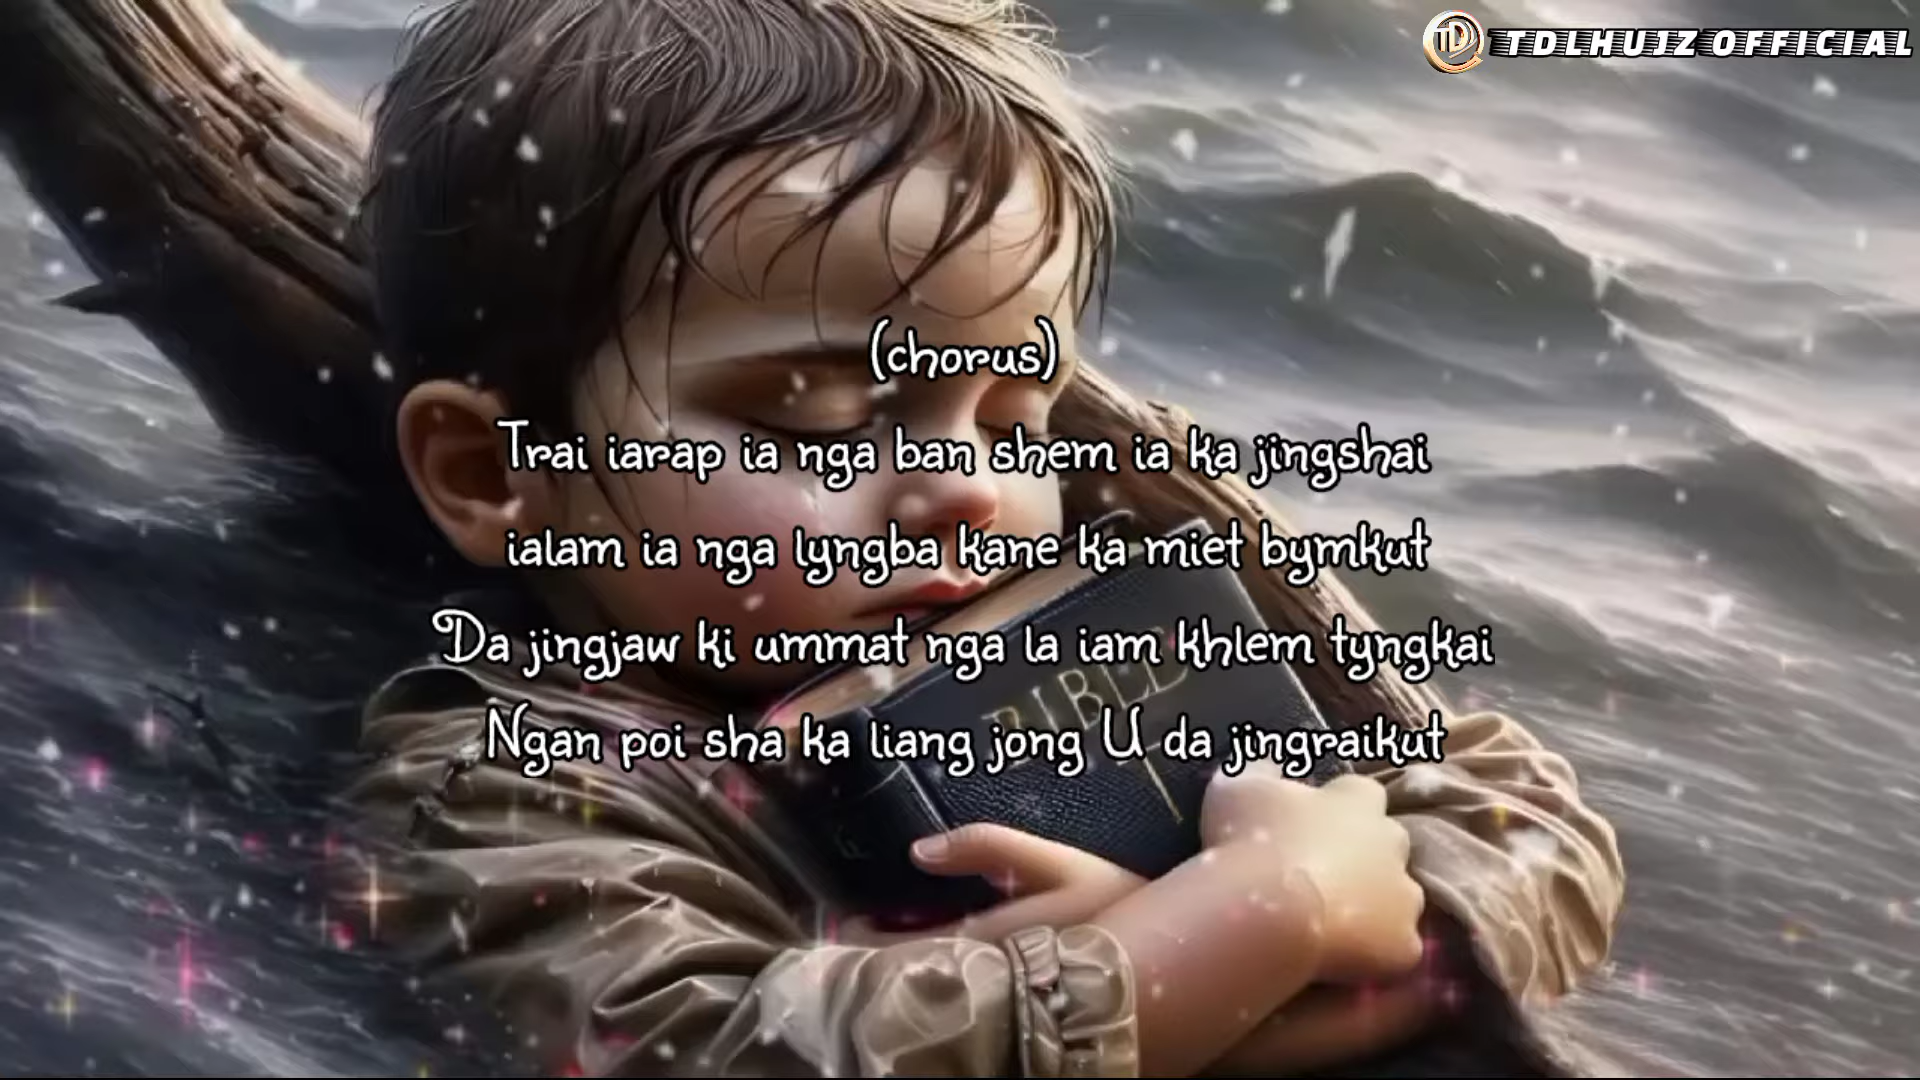 TDLHUJZ OFFICIAL
(chorus)
Trai iarap ia nga ban shem ia ka jingshai
ialam ia nga lyngba kane ka miet bymkut
Da jingjaw ki ummat nga la iam khlem tyngkai
Ngan poi sha ka liang jong U da jingraikut
BIBLE